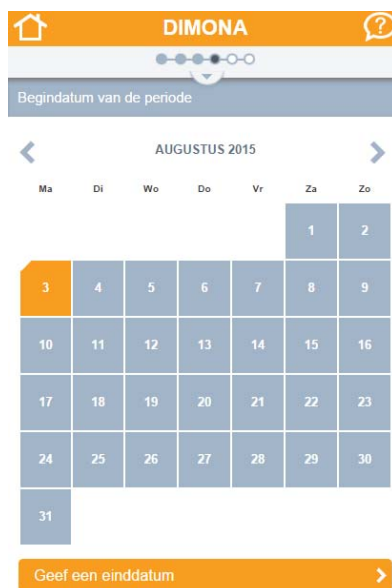 DIMONA
?
Begindatum van de periode
AUGUSTUS 2015
Ma Di Wo Do Vr Za Zo
1 2
3 4 5 6 7 8 9
10 11 12 13 14 15 16
17 18 19 20 21 22 23
24 25 26 27 28 29 30
31
Geef een einddatum